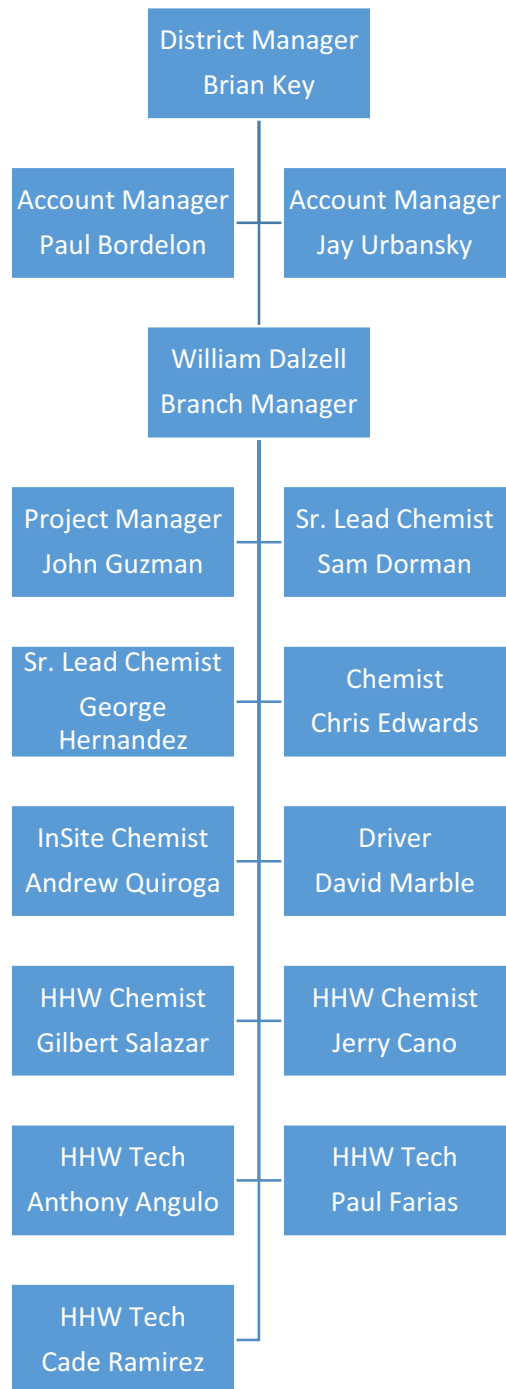 District Manager
Brian Key
Account Manager
Paul Bordelon
Account Manager
Jay Urbansky
William Dalzell
Branch Manager
Project Manager
John Guzman
Sr. Lead Chemist
Sam Dorman
Sr. Lead Chemist
George
Hernandez
Chemist
Chris Edwards
InSite Chemist
Andrew Quiroga
Driver
David Marble
HHW Chemist
Gilbert Salazar
HHW Chemist
Jerry Cano
HHW Tech
Anthony Angulo
HHW Tech
Paul Farias
HHW Tech
Cade Ramirez